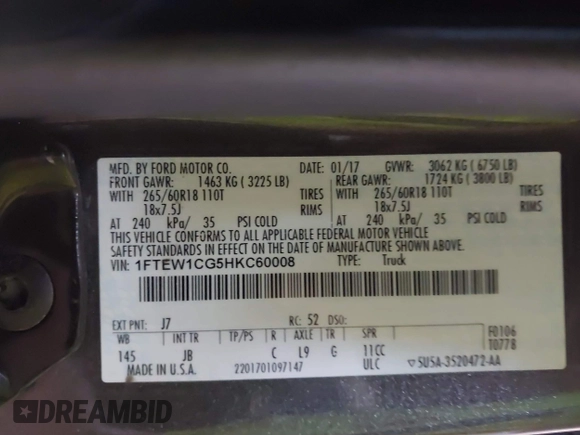 MFD. BY FORD MOTOR CO. DATE: 01/17 GVWR: 3062 KG ( 6750 LB)
FRONT GAWR: 1463 KG ( 3225 LB) REAR GAWR: 1724 KG ( 3800 LB)
WITH 265/60R18 110T TIRES WITH 265/60R18 110T TIRES
18x7.5J RIMS 18x7.5J RIMS
AT 240 kPa/ 35 PSI COLD AT 240 kPa/ 35 PSI COLD
THIS VEHICLE CONFORMS TO ALL APPLICABLE FEDERAL MOTOR VEHICLE
SAFETY STANDARDS IN EFFECT ON THE DATE OF MANUFACTURE SHOWN ABOVE.
VIN: 1FTEW1CG5HKC60008 TYPE: Truck
EXT PNT: J7 RC: 52 DSO:
WB INT TR TP/PS R AXLE TR SPR F0106
145 JB C L9 G 11CC T0778
MADE IN U.S.A. 2201701097147 ULC ▽SU5A-3520472-AA
DREAMBID